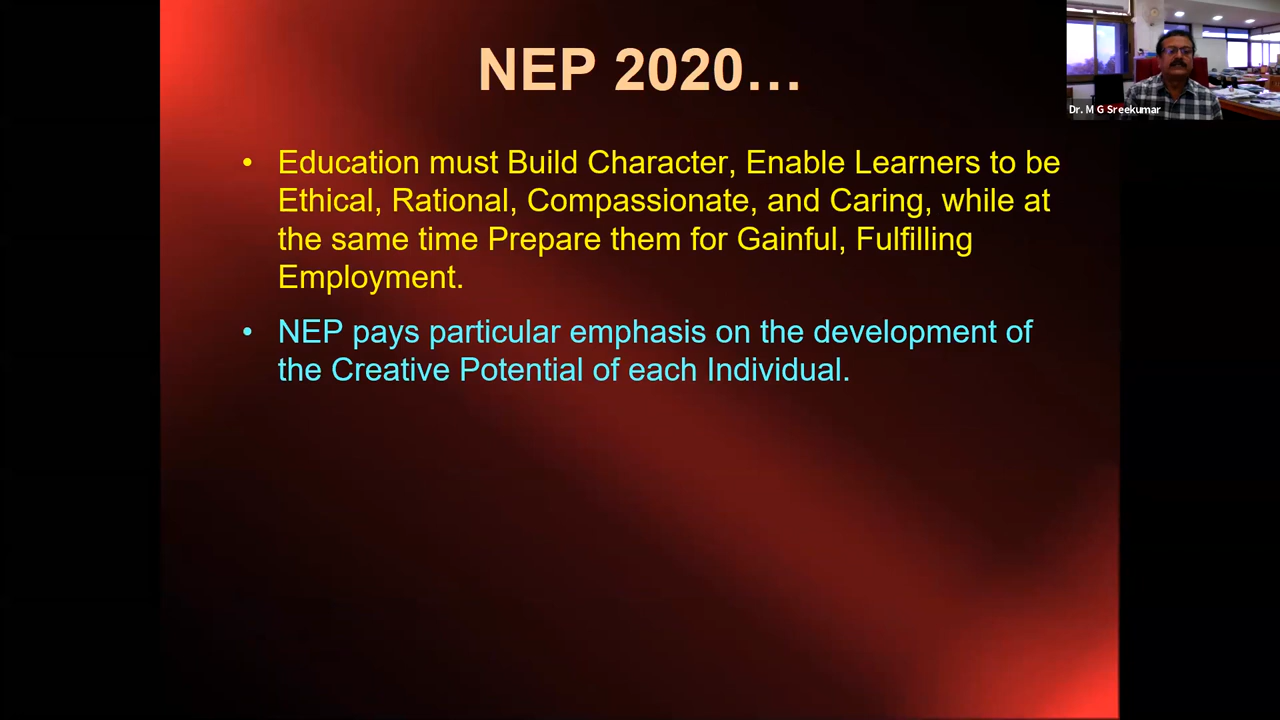 NEP 2020…
Dr. M G Sreekumar
• Education must Build Character, Enable Learners to be
Ethical, Rational, Compassionate, and Caring, while at
the same time Prepare them for Gainful, Fulfilling
Employment.
• NEP pays particular emphasis on the development of
the Creative Potential of each Individual.